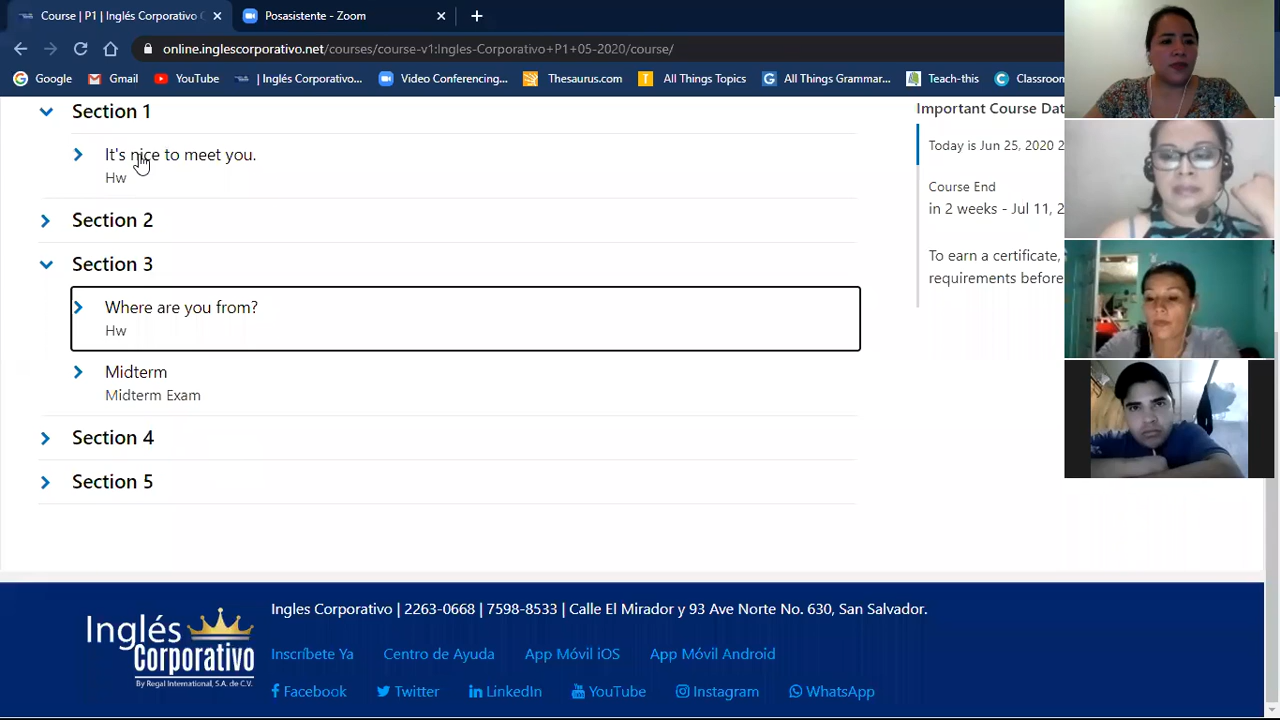 Course | P1 | Inglés Corporativo
Posasistente - Zoom
online.inglescorporativo.net/courses/course-v1:Ingles-Corporativo+P1+05-2020/course/
Google Gmail YouTube | Inglés Corporativo... Video Conferencing,... Thesaurus.com All Things Topics All Things Grammar... Teach-this Classroom
Section 1
Important Course Dat
Today is Jun 25, 2020 2
It's nice to meet you.
Hw
Course End
in 2 weeks - Jul 11, 2
Section 2
To earn a certificate,
requirements before
Section 3
Where are you from?
Hw
Midterm
Midterm Exam
Section 4
Section 5
Inglés
Corporativo
By Regal International, S.A. de C.V.
Ingles Corporativo | 2263-0668 | 7598-8533 | Calle El Mirador y 93 Ave Norte No. 630, San Salvador.
Inscríbete Ya Centro de Ayuda App Móvil iOS App Móvil Android
Facebook Twitter LinkedIn YouTube Instagram WhatsApp